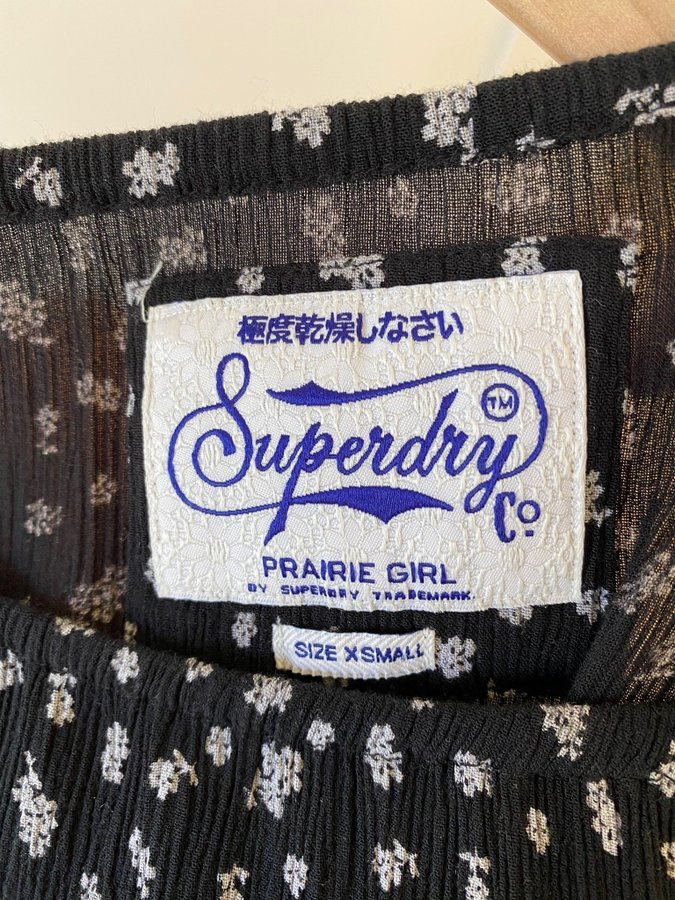 極度乾燥しなさい
Superdry TM
Co.
PRAIRIE GIRL
BY SUPERDRY TRADEMARK.
SIZE XSMALL